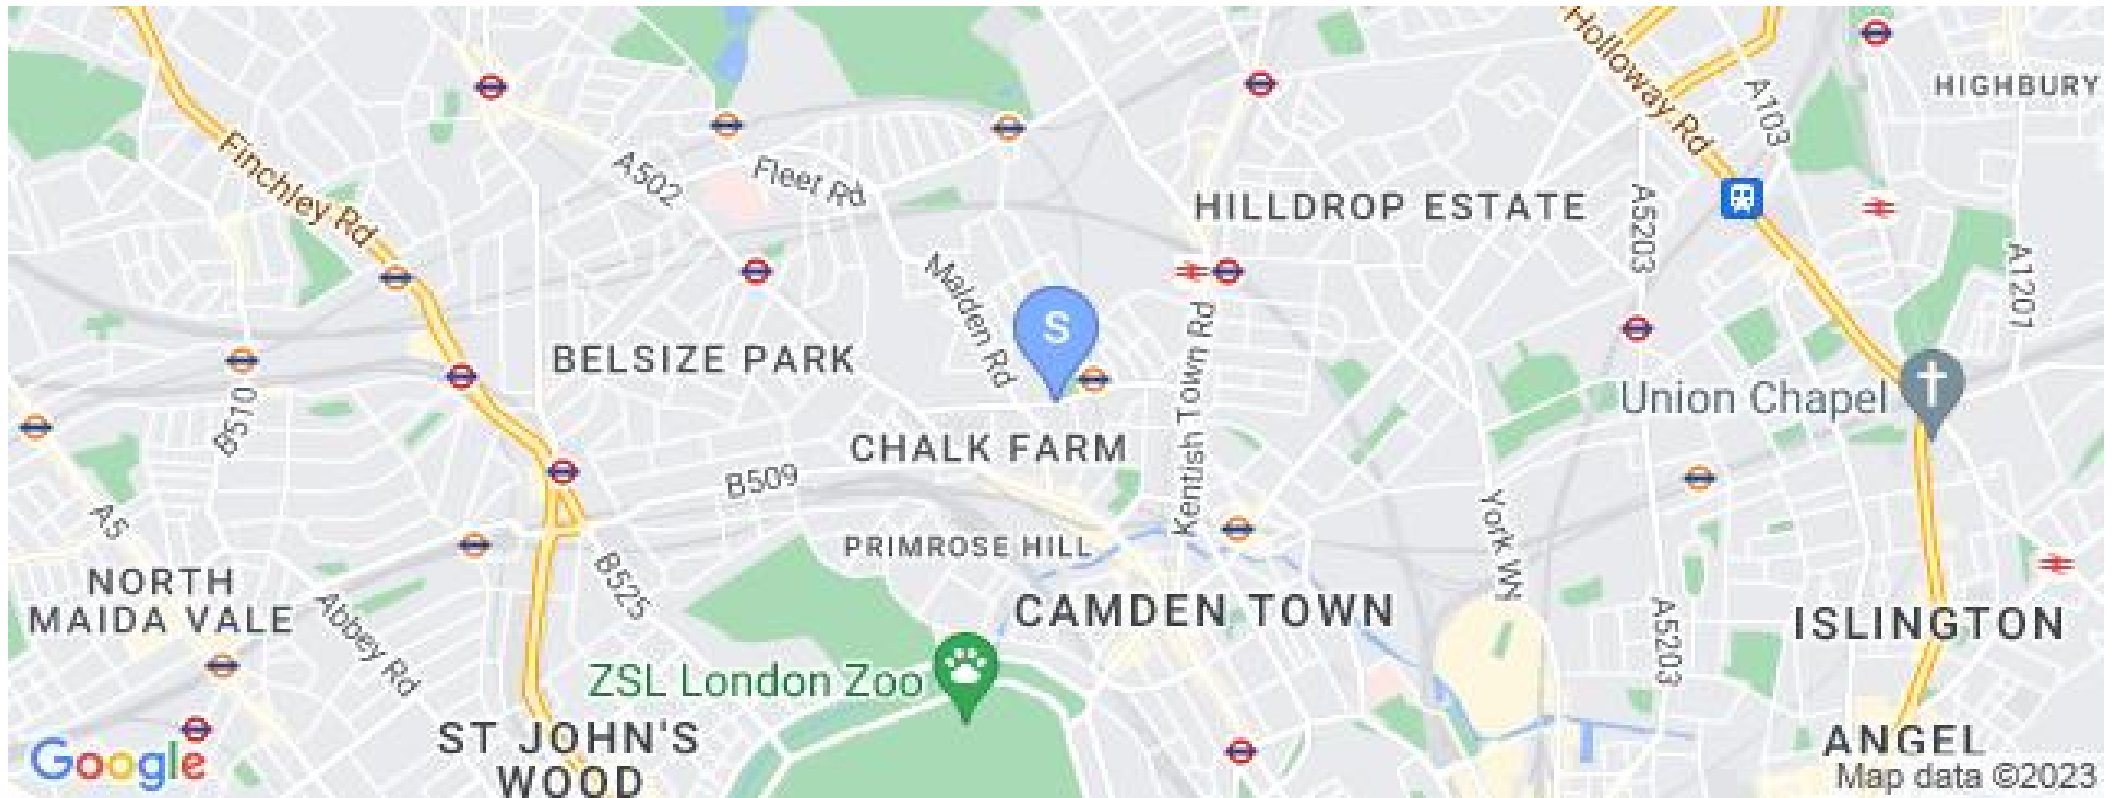 Holloway Rd
A103
HIGHBURY
Finchley Rd
A502
Fleet Rd
HILLDROP ESTATE
A5203
A1201
Maiden Rd
S
BELSIZE PARK
Kentish Town Rd
Union Chapel
B510
CHALK FARM
B509
A5
PRIMROSE HILL
York Wy
B525
NORTH
MAIDA VALE
Abbey Rd
CAMDEN TOWN
A5203
ISLINGTON
ZSL London Zoo
ST JOHN'S
WOOD
ANGEL
Google
Map data ©2023